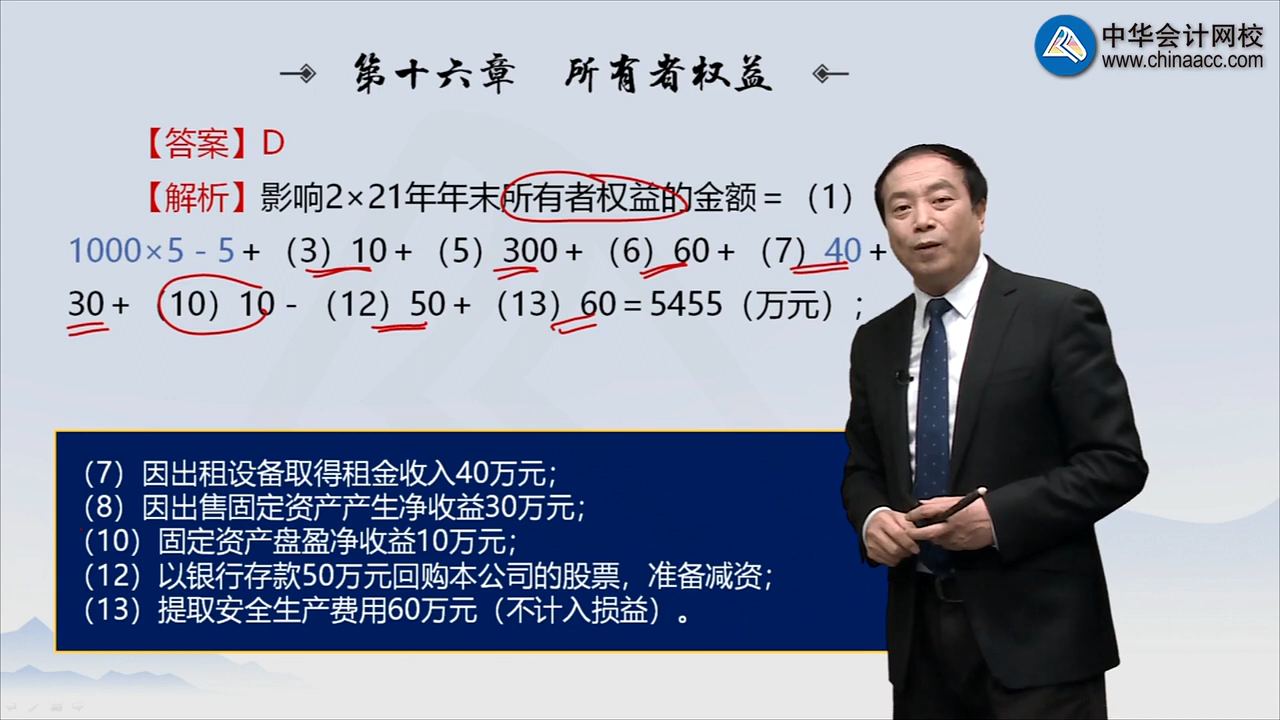 中华会计网校
www.chinaacc.com
第十六章 所有者权益
【答案】D
【解析】影响2×21年年末所有者权益的金额＝（1）
1000×5－5＋（3）10＋（5）300＋（6）60＋（7）40＋
30＋（10）10－（12）50＋（13）60＝5455（万元）；
（7）因出租设备取得租金收入40万元；
（8）因出售固定资产产生净收益30万元；
（10）固定资产盘盈净收益10万元；
（12）以银行存款50万元回购本公司的股票，准备减资；
（13）提取安全生产费用60万元（不计入损益）。